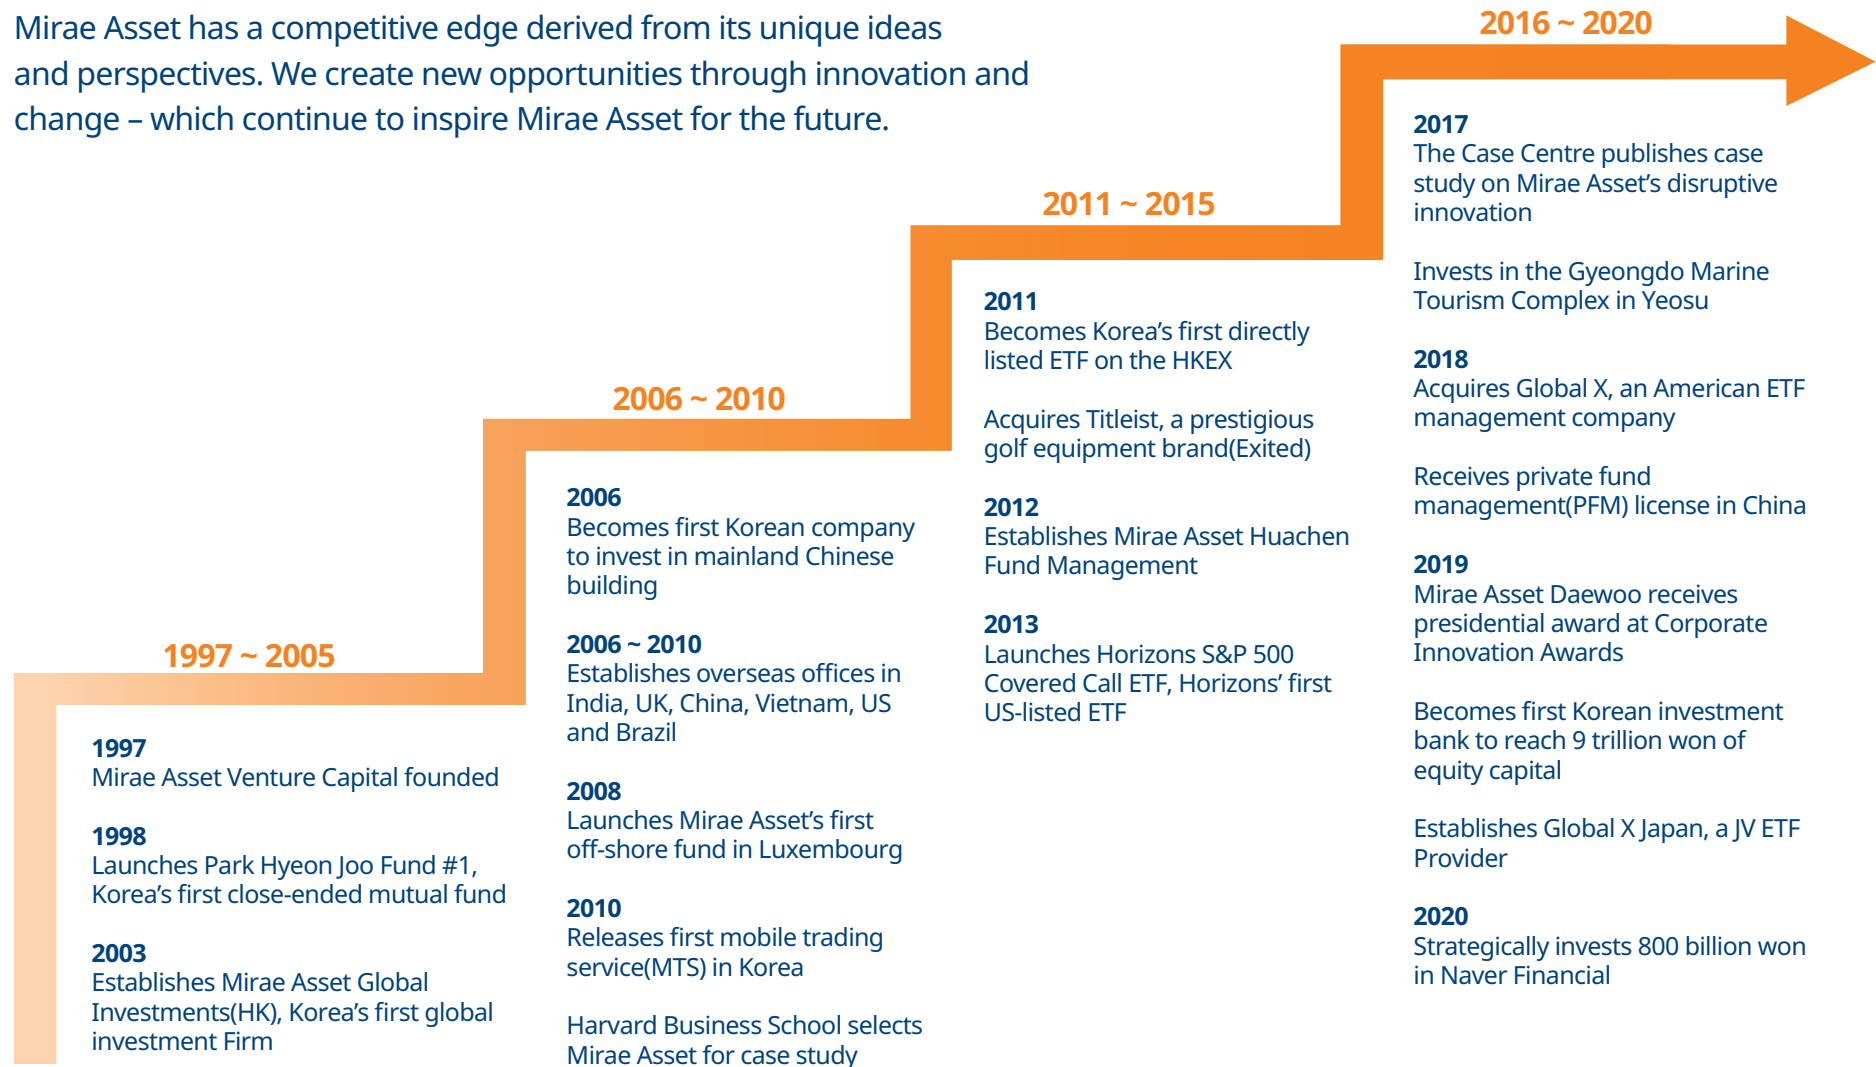 Mirae Asset has a competitive edge derived from its unique ideas
and perspectives. We create new opportunities through innovation and
change – which continue to inspire Mirae Asset for the future.
1997 ~ 2005
1997
Mirae Asset Venture Capital founded
1998
Launches Park Hyeon Joo Fund #1,
Korea's first close-ended mutual fund
2003
Establishes Mirae Asset Global
Investments(HK), Korea's first global
investment Firm
2006 ~ 2010
2006
Becomes first Korean company
to invest in mainland Chinese
building
2006 ~ 2010
Establishes overseas offices in
India, UK, China, Vietnam, US
and Brazil
2008
Launches Mirae Asset's first
off-shore fund in Luxembourg
2010
Releases first mobile trading
service(MTS) in Korea
Harvard Business School selects
Mirae Asset for case study
2011 ~ 2015
2011
Becomes Korea's first directly
listed ETF on the HKEX
Acquires Titleist, a prestigious
golf equipment brand(Exited)
2012
Establishes Mirae Asset Huachen
Fund Management
2013
Launches Horizons S&P 500
Covered Call ETF, Horizons' first
US-listed ETF
2016 ~ 2020
2017
The Case Centre publishes case
study on Mirae Asset's disruptive
innovation
Invests in the Gyeongdo Marine
Tourism Complex in Yeosu
2018
Acquires Global X, an American ETF
management company
Receives private fund
management(PFM) license in China
2019
Mirae Asset Daewoo receives
presidential award at Corporate
Innovation Awards
Becomes first Korean investment
bank to reach 9 trillion won of
equity capital
Establishes Global X Japan, a JV ETF
Provider
2020
Strategically invests 800 billion won
in Naver Financial